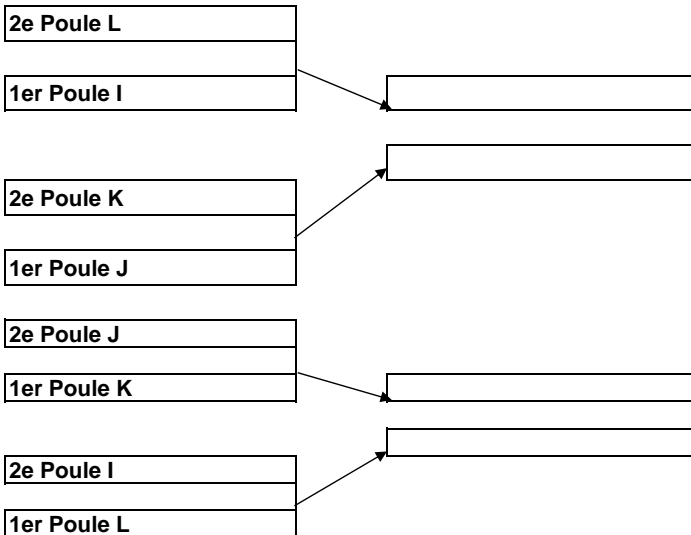 2e Poule L
1er Poule I
2e Poule K
1er Poule J
2e Poule J
1er Poule K
2e Poule I
1er Poule L